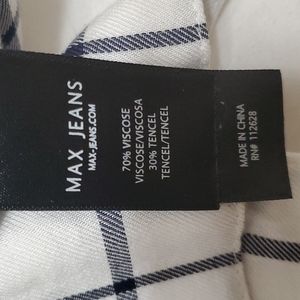 MAX JEANS
MAX-JEANS.COM
70% VISCOSE
VISCOSE/VISCOSA
30% TENCEL
TENCEL/TENCEL
MADE IN CHINA
RN# 112628